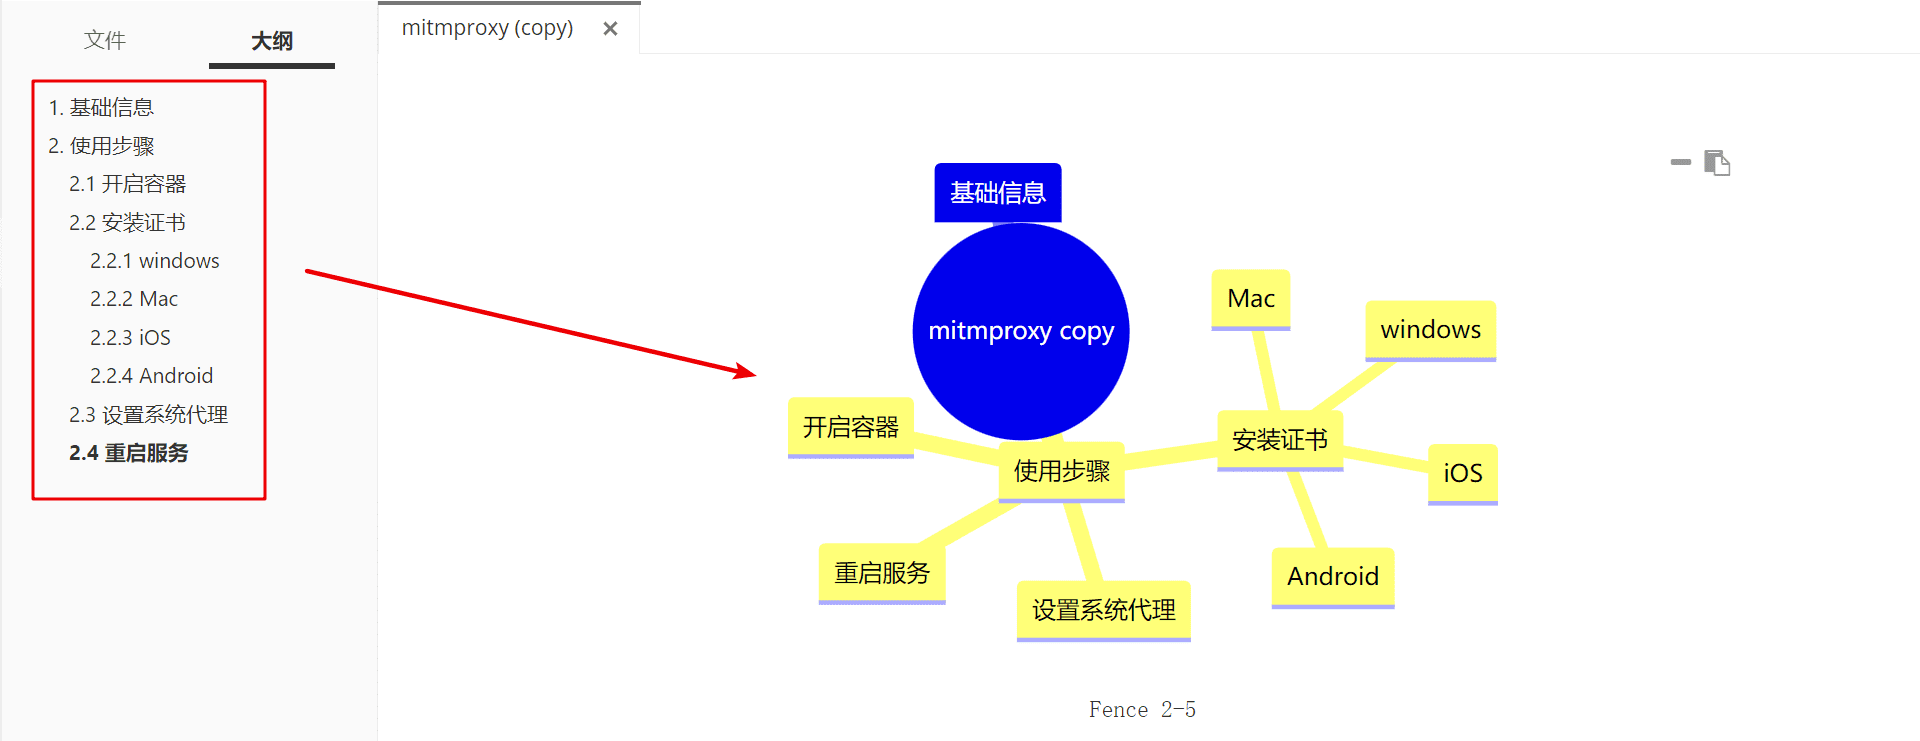 文件
大纲
mitmproxy (copy)
1. 基础信息
2. 使用步骤
2.1 开启容器
2.2 安装证书
2.2.1 windows
2.2.2 Mac
2.2.3 iOS
2.2.4 Android
2.3 设置系统代理
2.4 重启服务
基础信息
mitmproxy copy
Mac
windows
开启容器
使用步骤
安装证书
iOS
重启服务
设置系统代理
Android
Fence 2-5